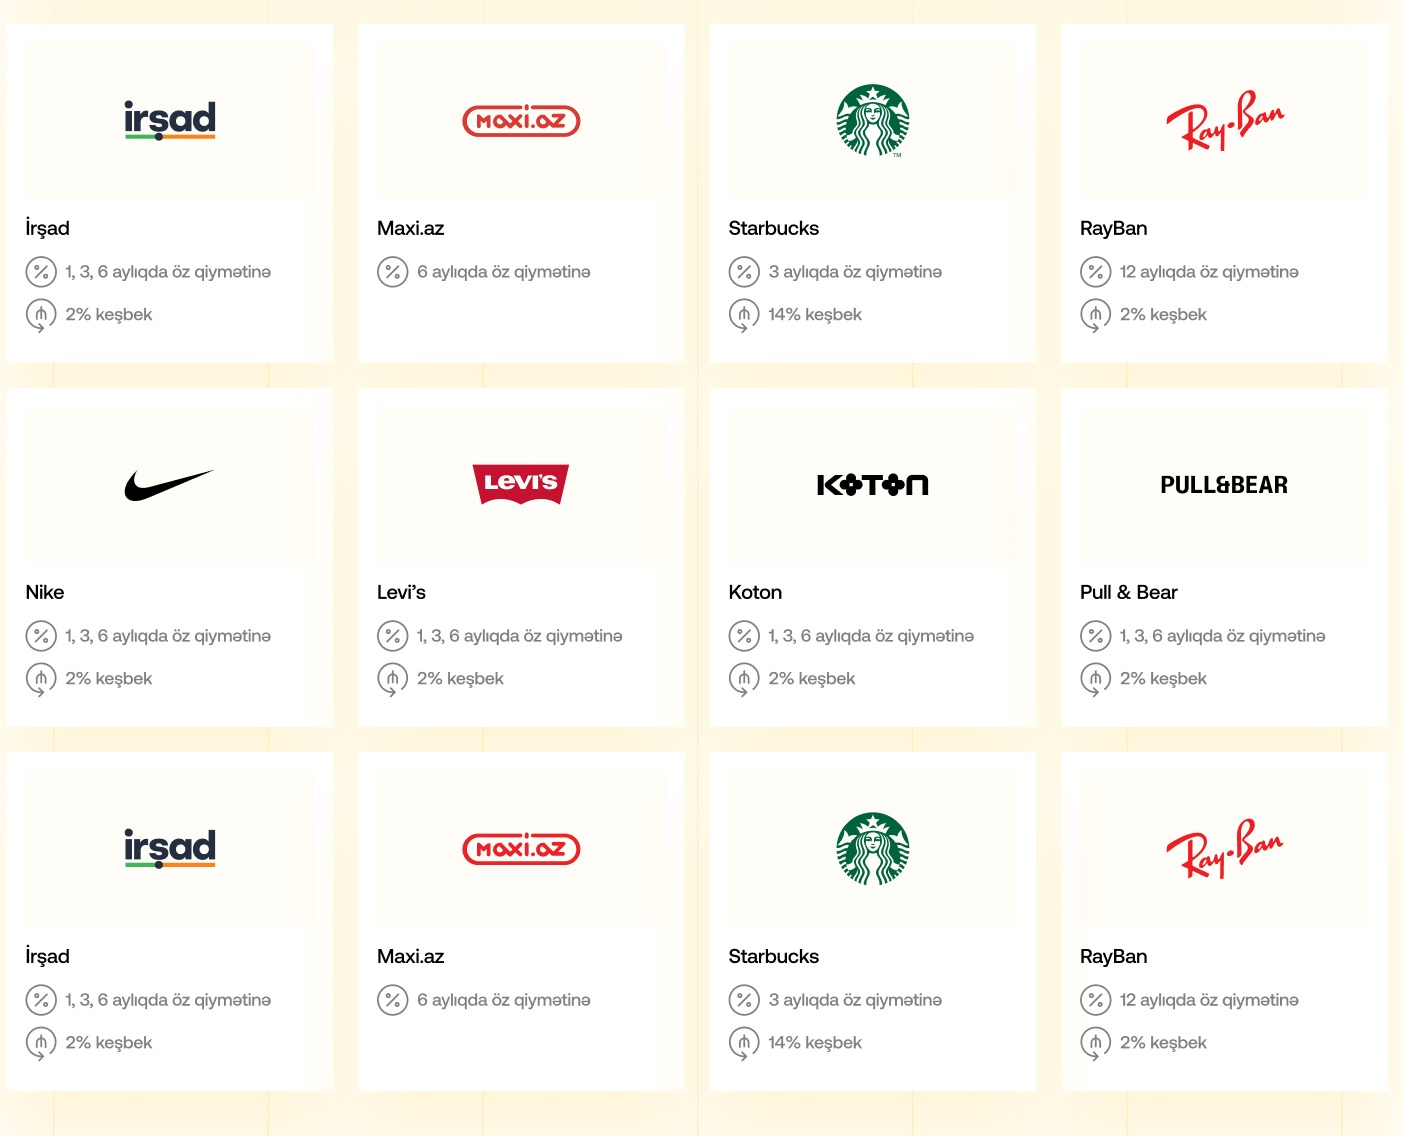 irşad
maxi.az
TM
Ray-Ban
İrşad
Maxi.az
Starbucks
RayBan
1, 3, 6 aylıqda öz qiymətinə
6 aylıqda öz qiymətinə
3 aylıqda öz qiymətinə
12 aylıqda öz qiymətinə
2% keşbek
14% keşbek
2% keşbek
LEVI'S
KOTON
PULL&BEAR
Nike
Levi’s
Koton
Pull & Bear
1, 3, 6 aylıqda öz qiymətinə
1, 3, 6 aylıqda öz qiymətinə
1, 3, 6 aylıqda öz qiymətinə
1, 3, 6 aylıqda öz qiymətinə
2% keşbek
2% keşbek
2% keşbek
2% keşbek
irşad
maxi.az
Ray-Ban
İrşad
Maxi.az
Starbucks
RayBan
1, 3, 6 aylıqda öz qiymətinə
6 aylıqda öz qiymətinə
3 aylıqda öz qiymətinə
12 aylıqda öz qiymətinə
2% keşbek
14% keşbek
2% keşbek